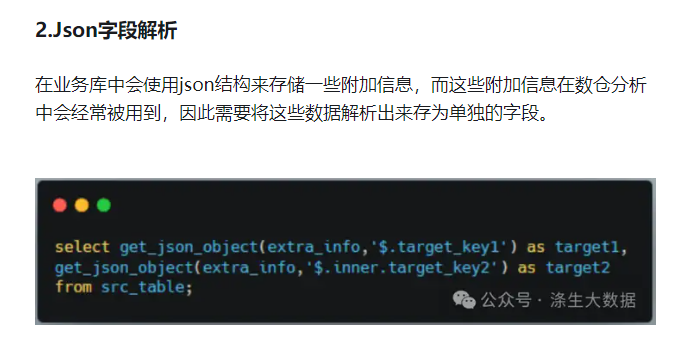 2.Json字段解析
在业务库中会使用json结构来存储一些附加信息，而这些附加信息在数仓分析
中会经常被用到，因此需要将这些数据解析出来存为单独的字段。
select get_json_object(extra_info,'$.target_key1') as target1,
get_json_object(extra_info,'$.inner.target_key2') as target2
from src_table;
公众号·涤生大数据